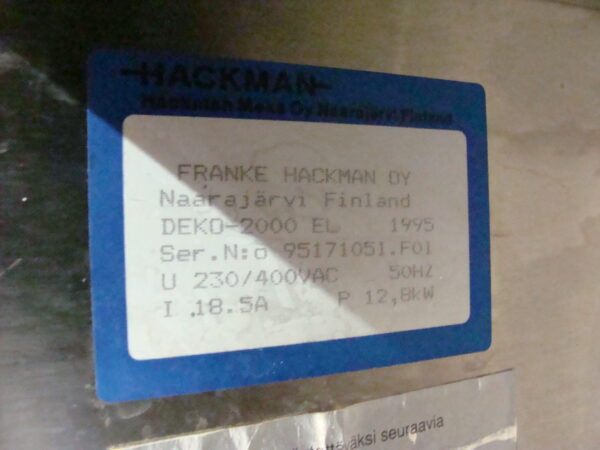 HACKMAN
Hackman Meka Oy Naarajärvi Finland
FRANKE HACKMAN OY
Naarajärvi Finland
DEKO-2000 EL 1995
Ser.N:o 95171051.F01
U 230/400VAC 50HZ
I .18.5A P 12,8kW
seuraavia